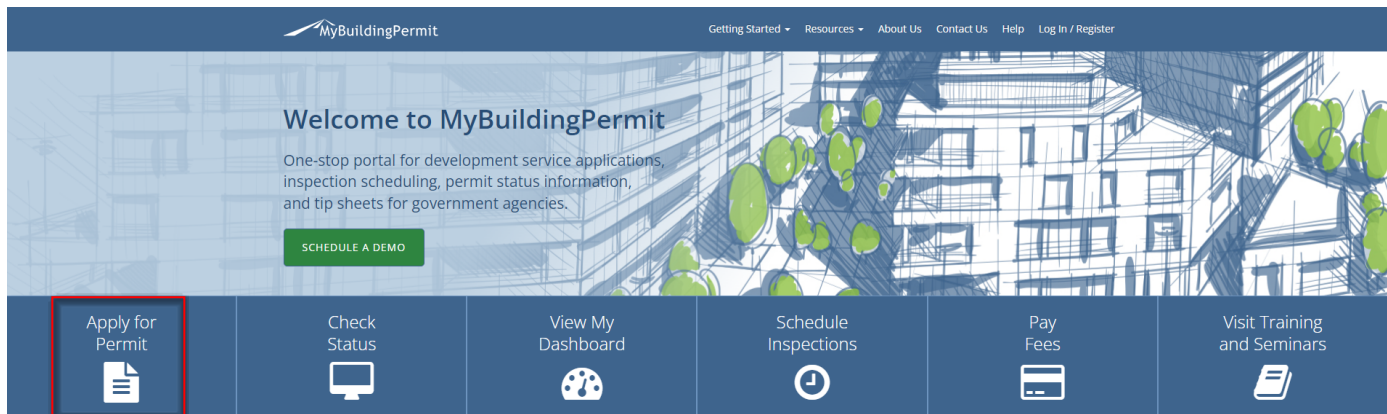 MyBuildingPermit
Getting Started Resources About Us Contact Us Help Log In / Register
Welcome to MyBuildingPermit
One-stop portal for development service applications,
inspection scheduling, permit status information,
and tip sheets for government agencies.
SCHEDULE A DEMO
Apply for
Permit
Check
Status
View My
Dashboard
Schedule
Inspections
Pay
Fees
Visit Training
and Seminars